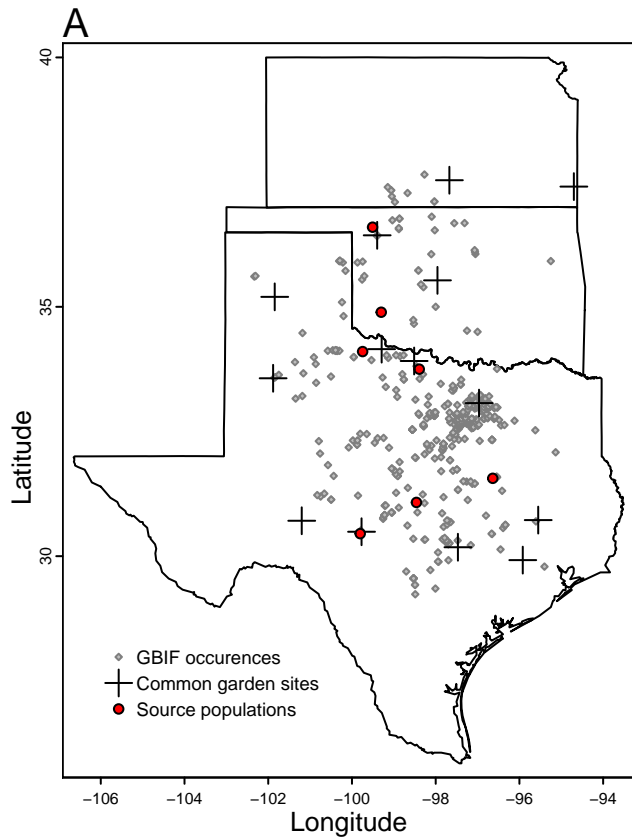 A
40
35
30
Latitude
GBIF occurences
Common garden sites
Source populations
−106 −104 −102 −100 −98 −96 −94
Longitude